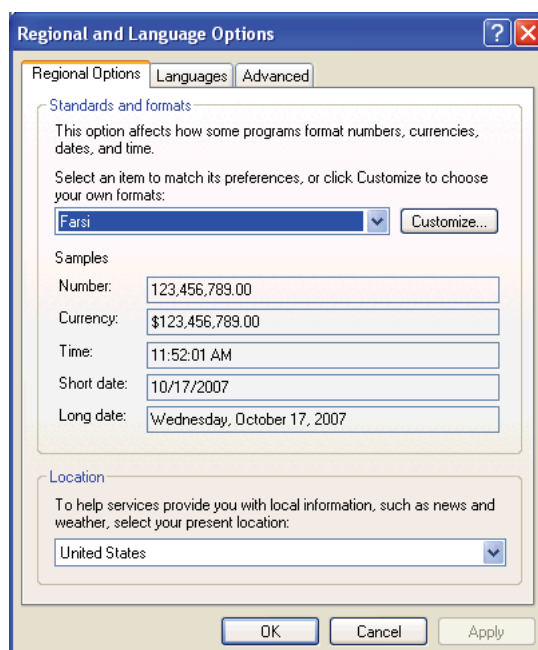 Regional and Language Options
Regional Options Languages Advanced
Standards and formats
This option affects how some programs format numbers, currencies,
dates, and time.
Select an item to match its preferences, or click Customize to choose
your own formats:
Farsi Customize...
Samples
Number: 123,456,789.00
Currency: $123,456,789.00
Time: 11:52:01 AM
Short date: 10/17/2007
Long date: Wednesday, October 17, 2007
Location
To help services provide you with local information, such as news and
weather, select your present location:
United States
OK Cancel Apply